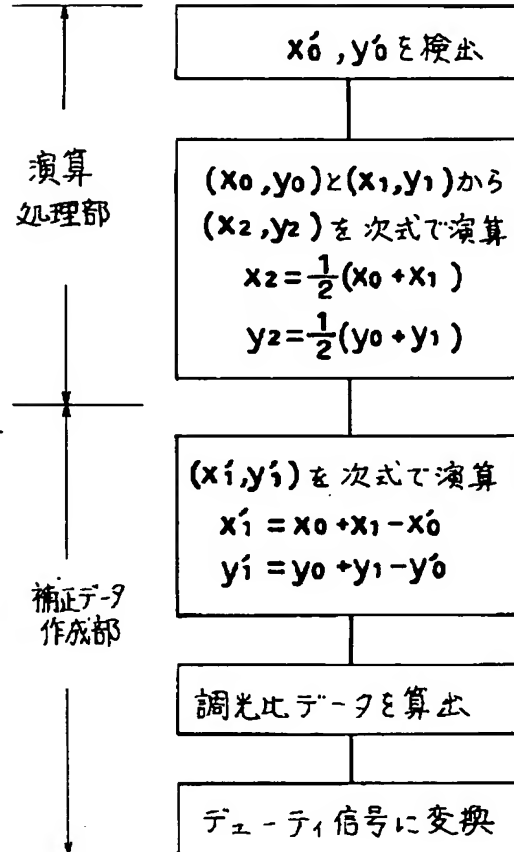 x0´, y0´を検出
演算
処理部
(x0, y0)と(x1, y1)から
(x2, y2)を次式で演算
x2=1/2(x0+x1)
y2=1/2(y0+y1)
(x1´, y1´)を次式で演算
x1´=x0+x1-x0´
y1´=y0+y1-y0´
補正データ
作成部
調光比データを算出
デューティ信号に変換